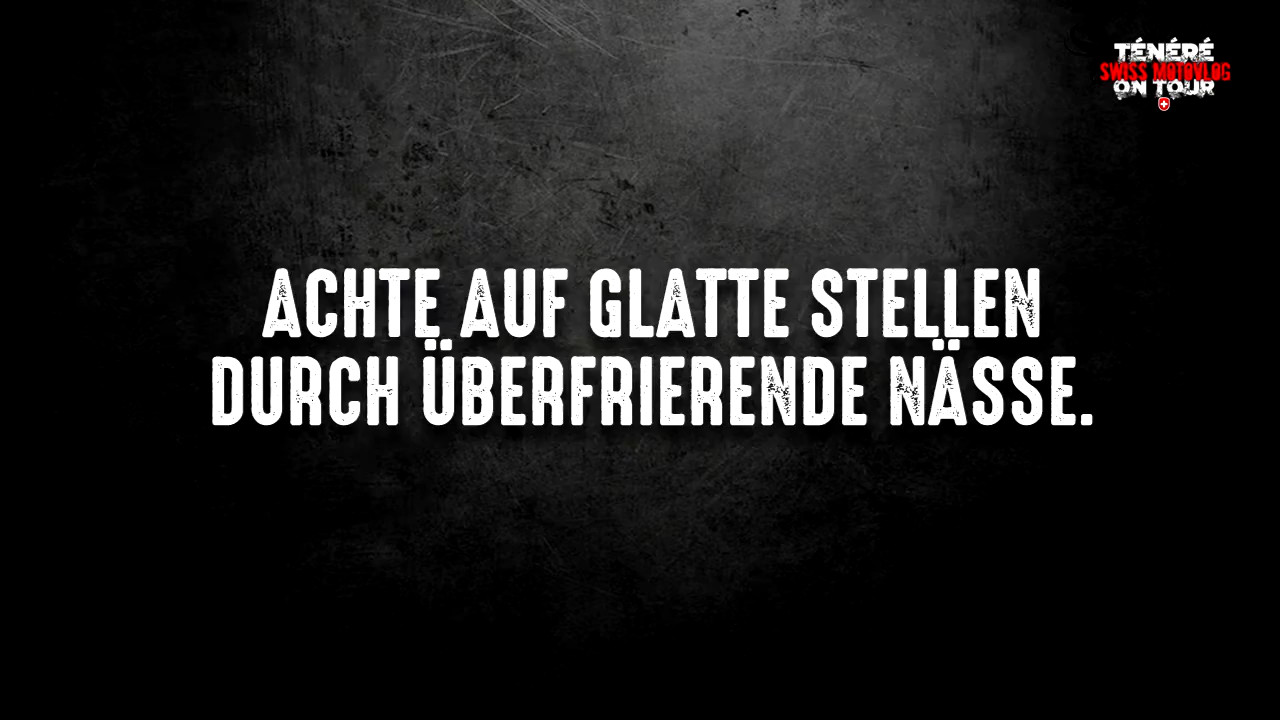 TÉNÉRÉ
SWISS MOTOVLOG
ON TOUR
ACHTE AUF GLATTE STELLEN
DURCH ÜBERFRIERENDE NÄSSE.